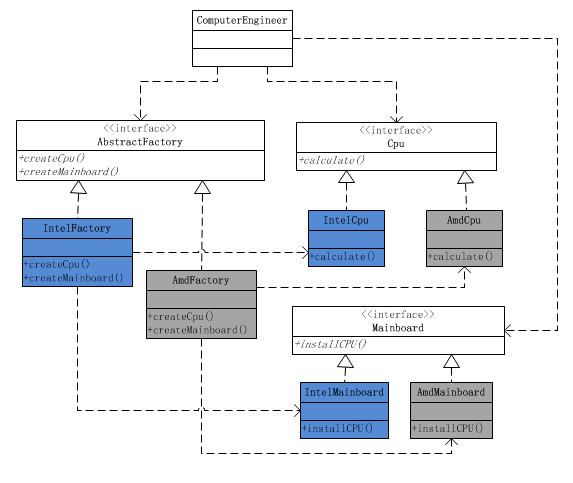 ComputerEngineer
<<interface>>
AbstractFactory
+createCpu()
+createMainboard()
<<interface>>
Cpu
+calculate()
IntelFactory
+createCpu()
+createMainboard()
IntelCpu
+calculate()
AmdCpu
+calculate()
AmdFactory
+createCpu()
+createMainboard()
<<interface>>
Mainboard
+installCPU()
IntelMainboard
+installCPU()
AmdMainboard
+installCPU()